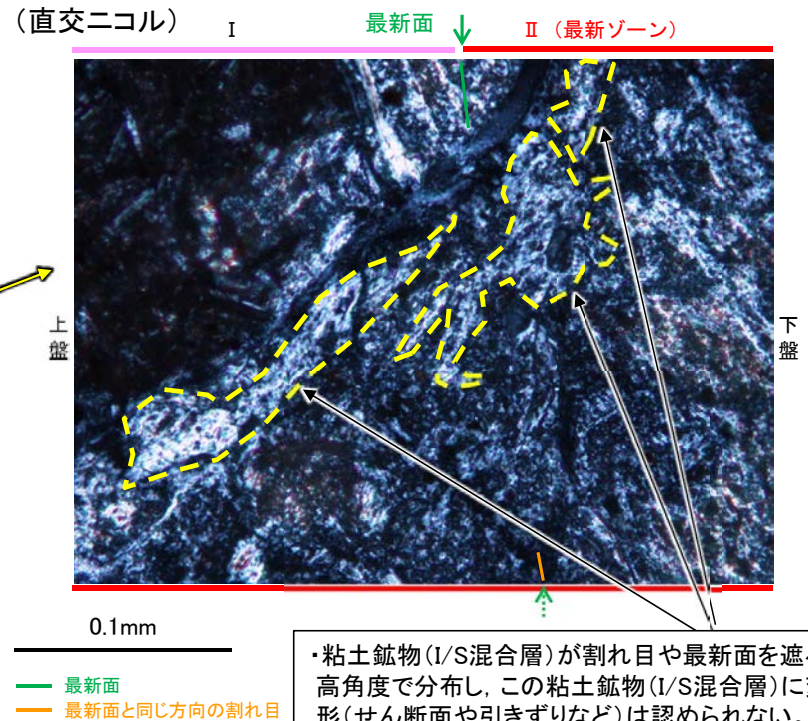 (直交ニコル)
Ⅰ
最新面
Ⅱ (最新ゾーン)
上盤
下盤
0.1mm
最新面
最新面と同じ方向の割れ目
・粘土鉱物(I/S混合層)が割れ目や最新面を遮
高角度で分布し,この粘土鉱物(I/S混合層)に
形(せん断面や引きずりなど)は認められない。